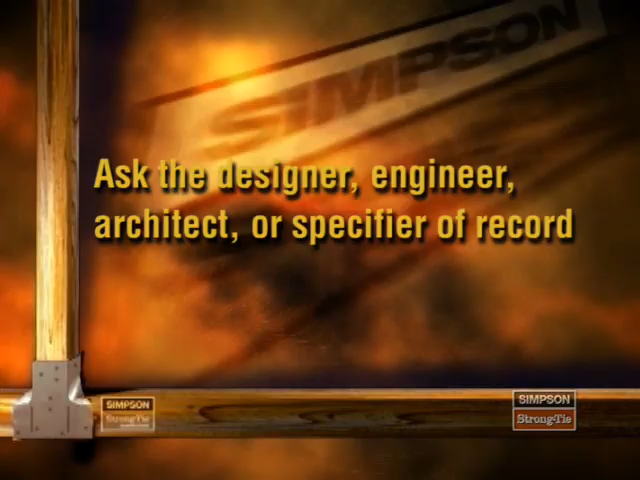 SIMPSON
Ask the designer, engineer,
architect, or specifier of record
SIMPSON
Strong-Tie
SIMPSON
Strong-Tie